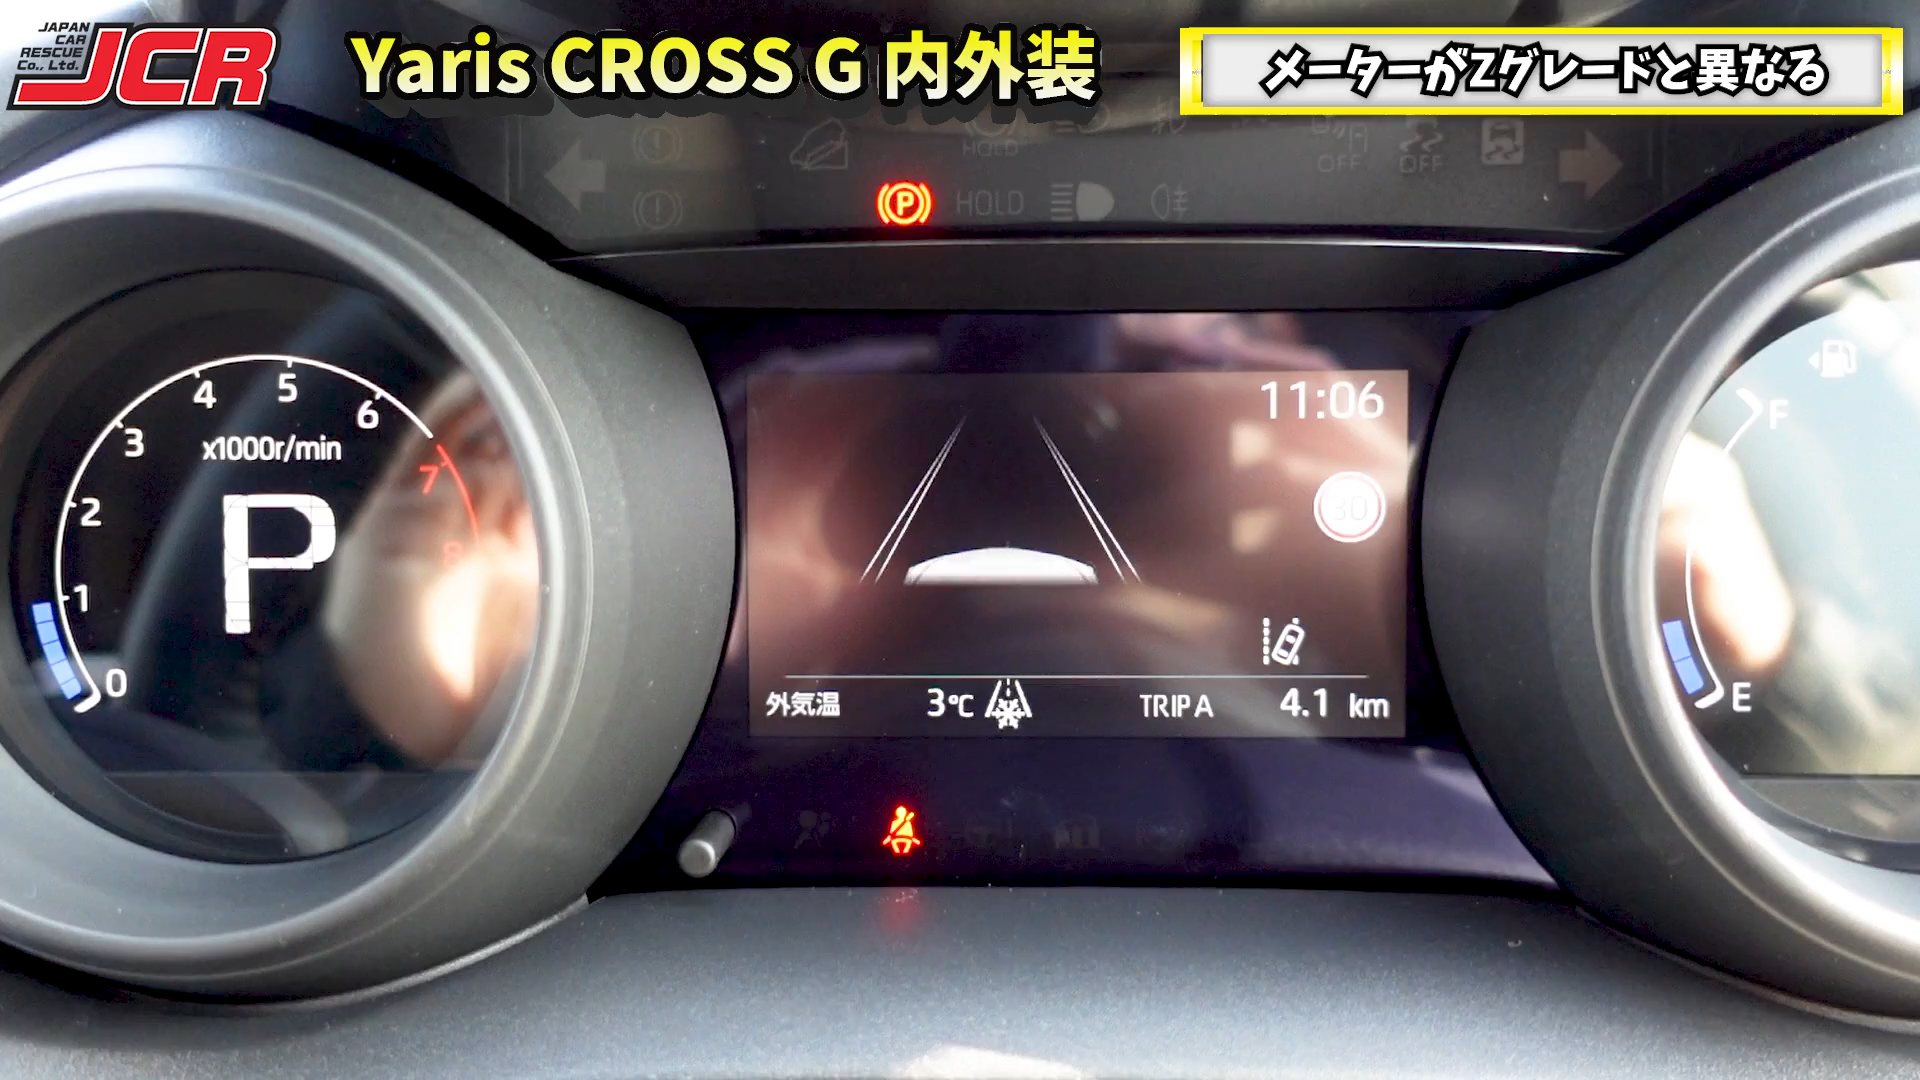 JAPAN
CAR
RESCUE
Co., Ltd.
JCR
Yaris CROSS G 内外装
メーターがZグレードと異なる
HOLD
OFF
OFF
P
HOLD
4
5
6
3
x1000r/min
7
2
P
8
1
0
11:06
30
外気温
3℃
TRIP A
4.1 km
F
E